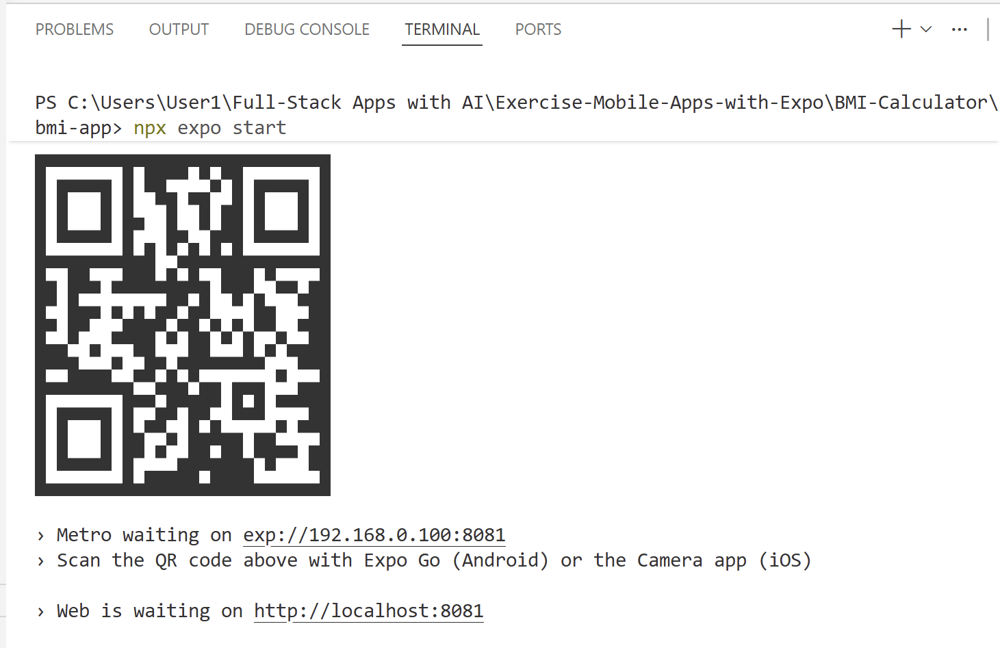 PROBLEMS OUTPUT DEBUG CONSOLE TERMINAL PORTS
PS C:\Users\User1\Full-Stack Apps with AI\Exercise-Mobile-Apps-with-Expo\BMI-Calculator\
bmi-app> npx expo start
› Metro waiting on exp://192.168.0.100:8081
› Scan the QR code above with Expo Go (Android) or the Camera app (iOS)
› Web is waiting on http://localhost:8081